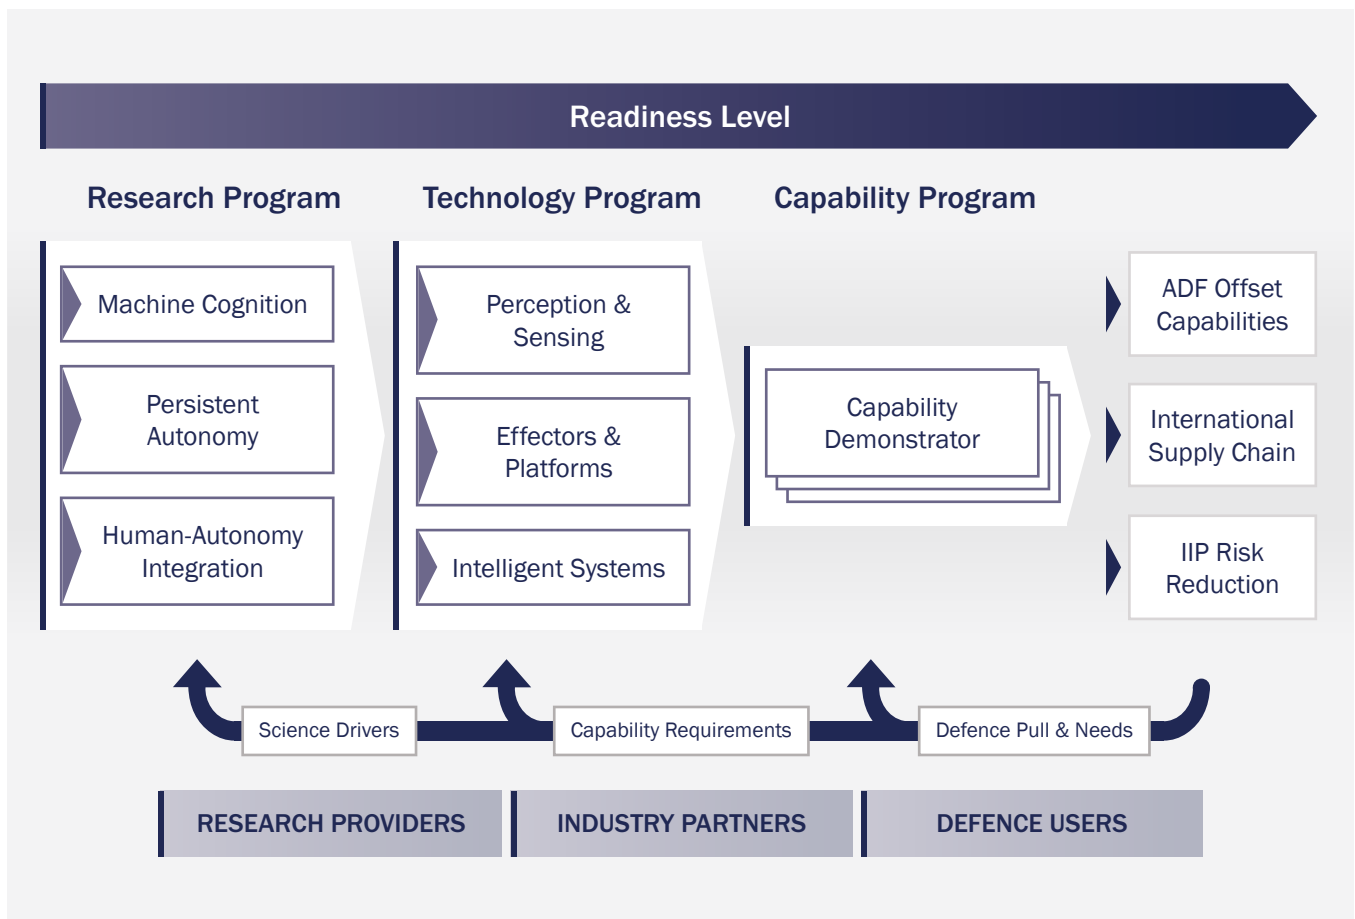 Readiness Level
Research Program
Technology Program
Capability Program
Machine Cognition
Persistent
Autonomy
Human-Autonomy
Integration
Perception &
Sensing
Effectors &
Platforms
Intelligent Systems
Capability
Demonstrator
ADF Offset
Capabilities
International
Supply Chain
IIP Risk
Reduction
Science Drivers
Capability Requirements
Defence Pull & Needs
RESEARCH PROVIDERS
INDUSTRY PARTNERS
DEFENCE USERS